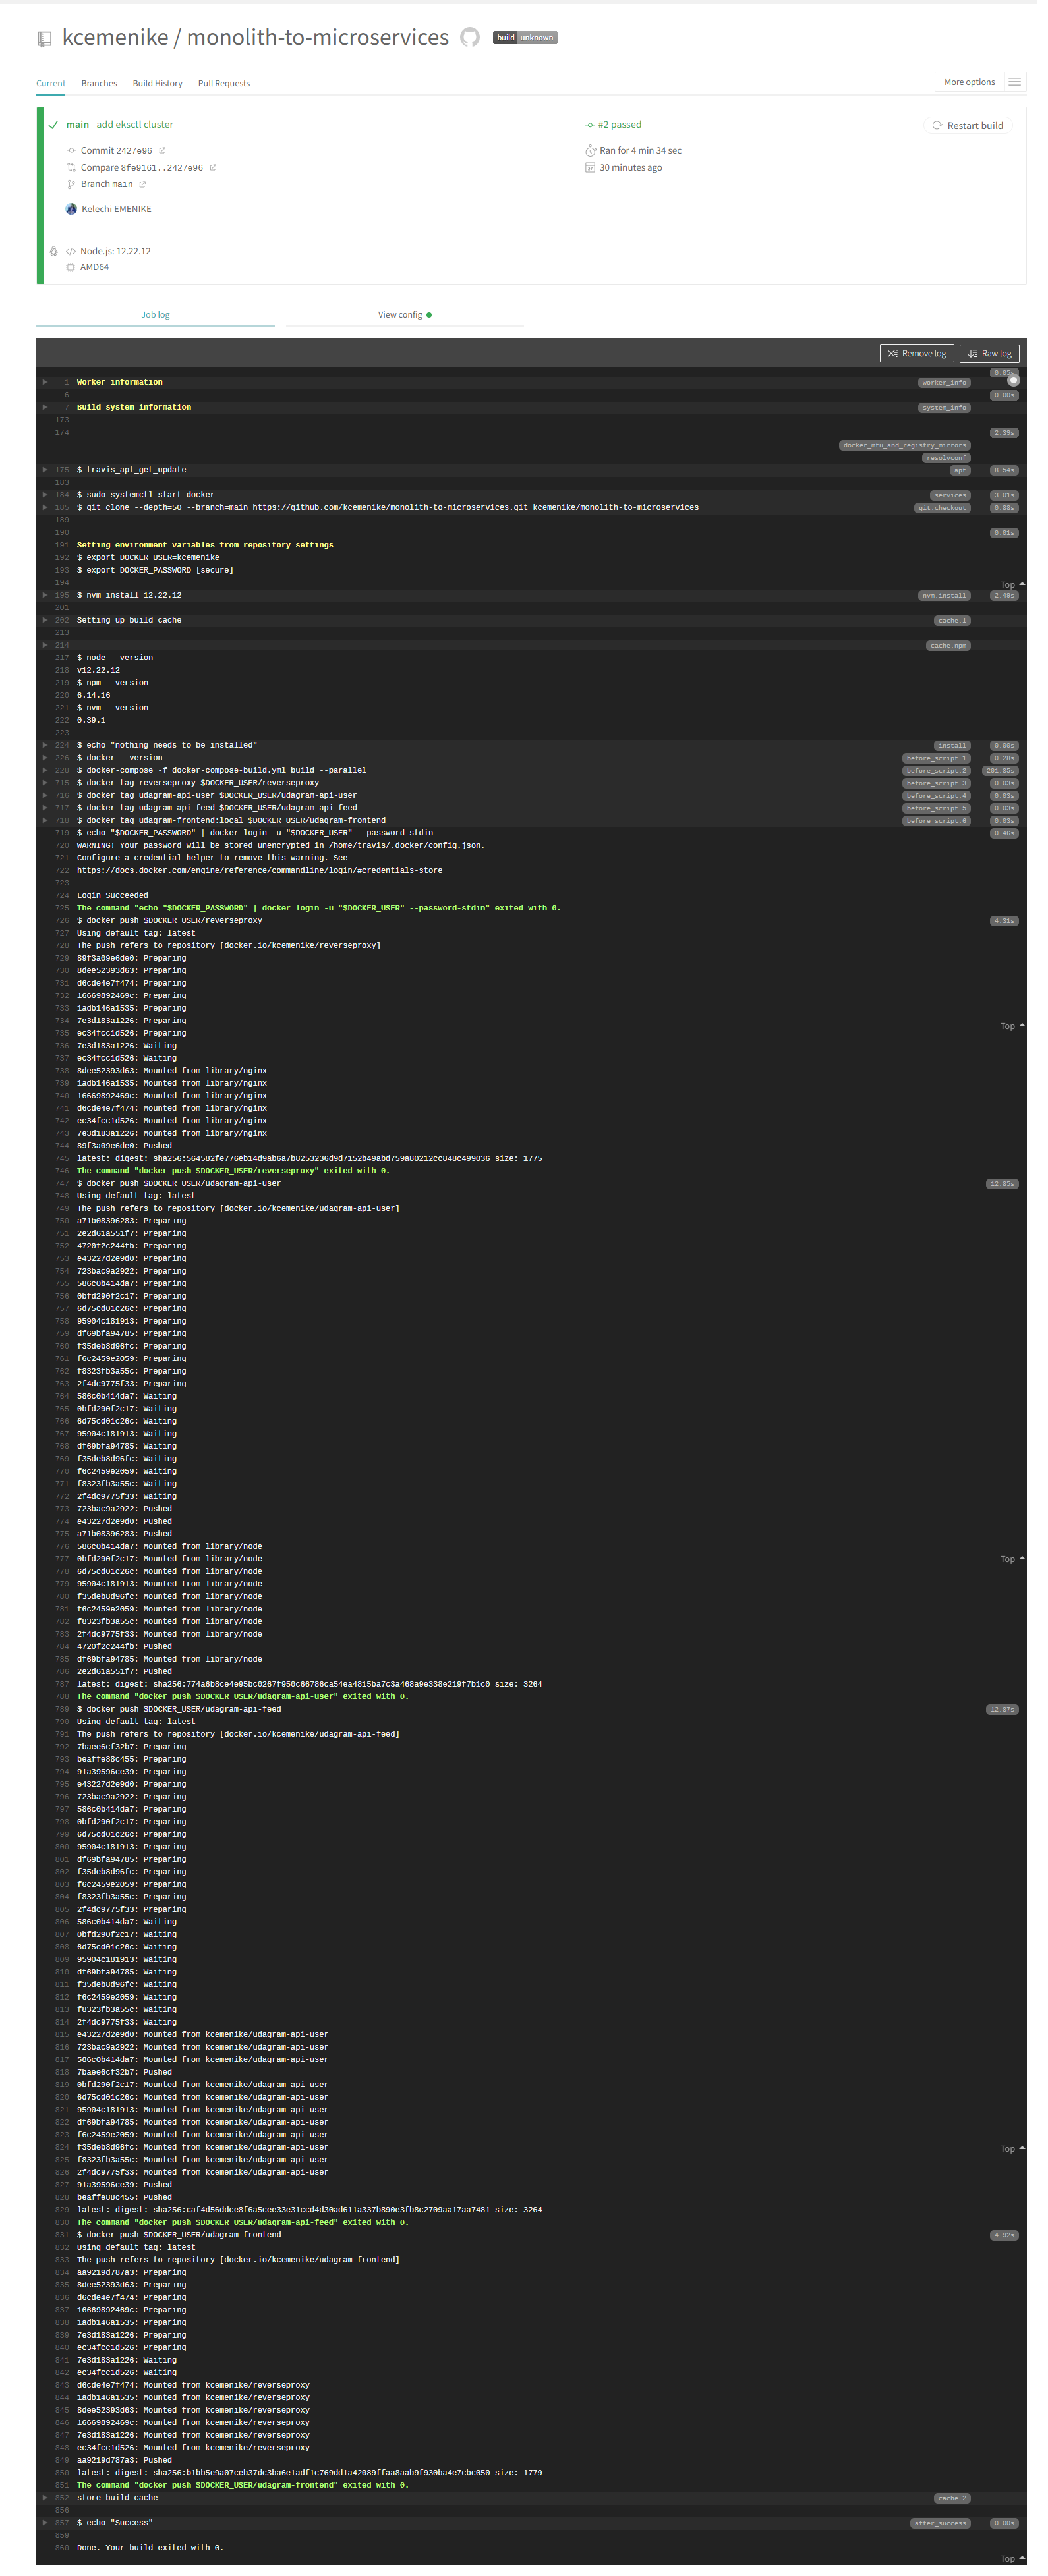 kcemenike / monolith-to-microservices build unknown
Current Branches Build History Pull Requests More options
main add eksctl cluster #2 passed Restart build
Commit 2427e96 Ran for 4 min 34 sec
Compare 8fe9161..2427e96 30 minutes ago
Branch main
Kelechi EMENIKE
Node.js: 12.22.12
AMD64
Job log View config
Remove log Raw log
1 Worker information worker_info 0.05s
6 0.00s
7 Build system information system_info
173
174 2.39s
docker_mtu_and_registry_mirrors
resolvconf
175 $ travis_apt_get_update apt 8.54s
183
184 $ sudo systemctl start docker services 3.01s
185 $ git clone --depth=50 --branch=main https://github.com/kcemenike/monolith-to-microservices.git kcemenike/monolith-to-microservices git.checkout 0.88s
189
190 0.01s
191 Setting environment variables from repository settings
192 $ export DOCKER_USER=kcemenike
193 $ export DOCKER_PASSWORD=[secure]
194 Top
195 $ nvm install 12.22.12 nvm.install 2.49s
201
202 Setting up build cache cache.1
213
214 cache.npm
217 $ node --version
218 v12.22.12
219 $ npm --version
220 6.14.16
221 $ nvm --version
222 0.39.1
223
224 $ echo "nothing needs to be installed" install 0.00s
226 $ docker --version before_script.1 0.28s
228 $ docker-compose -f docker-compose-build.yml build --parallel before_script.2 201.85s
715 $ docker tag reverseproxy $DOCKER_USER/reverseproxy before_script.3 0.03s
716 $ docker tag udagram-api-user $DOCKER_USER/udagram-api-user before_script.4 0.03s
717 $ docker tag udagram-api-feed $DOCKER_USER/udagram-api-feed before_script.5 0.03s
718 $ docker tag udagram-frontend:local $DOCKER_USER/udagram-frontend before_script.6 0.03s
719 $ echo "$DOCKER_PASSWORD" | docker login -u "$DOCKER_USER" --password-stdin 0.46s
720 WARNING! Your password will be stored unencrypted in /home/travis/.docker/config.json.
721 Configure a credential helper to remove this warning. See
722 https://docs.docker.com/engine/reference/commandline/login/#credentials-store
723
724 Login Succeeded
725 The command "echo "$DOCKER_PASSWORD" | docker login -u "$DOCKER_USER" --password-stdin" exited with 0.
726 $ docker push $DOCKER_USER/reverseproxy 4.31s
727 Using default tag: latest
728 The push refers to repository [docker.io/kcemenike/reverseproxy]
729 89f3a09e6de0: Preparing
730 8dee52393d63: Preparing
731 d6cde4e7f474: Preparing
732 16669892469c: Preparing
733 1adb146a1535: Preparing
734 7e3d183a1226: Preparing Top
735 ec34fcc1d526: Preparing
736 7e3d183a1226: Waiting
737 ec34fcc1d526: Waiting
738 8dee52393d63: Mounted from library/nginx
739 1adb146a1535: Mounted from library/nginx
740 16669892469c: Mounted from library/nginx
741 d6cde4e7f474: Mounted from library/nginx
742 ec34fcc1d526: Mounted from library/nginx
743 7e3d183a1226: Mounted from library/nginx
744 89f3a09e6de0: Pushed
745 latest: digest: sha256:564582fe776eb14d9ab6a7b8253236d9d7152b49abd759a80212cc848c499036 size: 1775
746 The command "docker push $DOCKER_USER/reverseproxy" exited with 0.
747 $ docker push $DOCKER_USER/udagram-api-user 12.85s
748 Using default tag: latest
749 The push refers to repository [docker.io/kcemenike/udagram-api-user]
750 a71b08396283: Preparing
751 2e2d61a551f7: Preparing
752 4720f2c244fb: Preparing
753 e43227d2e9d0: Preparing
754 723bac9a2922: Preparing
755 586c0b414da7: Preparing
756 0bfd290f2c17: Preparing
757 6d75cd01c26c: Preparing
758 95904c181913: Preparing
759 df69bfa94785: Preparing
760 f35deb8d96fc: Preparing
761 f6c2459e2059: Preparing
762 f8323fb3a55c: Preparing
763 2f4dc9775f33: Preparing
764 586c0b414da7: Waiting
765 0bfd290f2c17: Waiting
766 6d75cd01c26c: Waiting
767 95904c181913: Waiting
768 df69bfa94785: Waiting
769 f35deb8d96fc: Waiting
770 f6c2459e2059: Waiting
771 f8323fb3a55c: Waiting
772 2f4dc9775f33: Waiting
773 723bac9a2922: Pushed
774 e43227d2e9d0: Pushed
775 a71b08396283: Pushed
776 586c0b414da7: Mounted from library/node
777 0bfd290f2c17: Mounted from library/node Top
778 6d75cd01c26c: Mounted from library/node
779 95904c181913: Mounted from library/node
780 f35deb8d96fc: Mounted from library/node
781 f6c2459e2059: Mounted from library/node
782 f8323fb3a55c: Mounted from library/node
783 2f4dc9775f33: Mounted from library/node
784 4720f2c244fb: Pushed
785 df69bfa94785: Mounted from library/node
786 2e2d61a551f7: Pushed
787 latest: digest: sha256:774a6b8ce4e95bc0267f950c66786ca54ea4815ba7c3a468a9e338e219f7b1c0 size: 3264
788 The command "docker push $DOCKER_USER/udagram-api-user" exited with 0.
789 $ docker push $DOCKER_USER/udagram-api-feed 12.87s
790 Using default tag: latest
791 The push refers to repository [docker.io/kcemenike/udagram-api-feed]
792 7baee6cf32b7: Preparing
793 beaffe88c455: Preparing
794 91a39596ce39: Preparing
795 e43227d2e9d0: Preparing
796 723bac9a2922: Preparing
797 586c0b414da7: Preparing
798 0bfd290f2c17: Preparing
799 6d75cd01c26c: Preparing
800 95904c181913: Preparing
801 df69bfa94785: Preparing
802 f35deb8d96fc: Preparing
803 f6c2459e2059: Preparing
804 f8323fb3a55c: Preparing
805 2f4dc9775f33: Preparing
806 586c0b414da7: Waiting
807 0bfd290f2c17: Waiting
808 6d75cd01c26c: Waiting
809 95904c181913: Waiting
810 df69bfa94785: Waiting
811 f35deb8d96fc: Waiting
812 f6c2459e2059: Waiting
813 f8323fb3a55c: Waiting
814 2f4dc9775f33: Waiting
815 e43227d2e9d0: Mounted from kcemenike/udagram-api-user
816 723bac9a2922: Mounted from kcemenike/udagram-api-user
817 586c0b414da7: Mounted from kcemenike/udagram-api-user
818 7baee6cf32b7: Pushed
819 0bfd290f2c17: Mounted from kcemenike/udagram-api-user
820 6d75cd01c26c: Mounted from kcemenike/udagram-api-user
821 95904c181913: Mounted from kcemenike/udagram-api-user
822 df69bfa94785: Mounted from kcemenike/udagram-api-user
823 f6c2459e2059: Mounted from kcemenike/udagram-api-user
824 f35deb8d96fc: Mounted from kcemenike/udagram-api-user Top
825 f8323fb3a55c: Mounted from kcemenike/udagram-api-user
826 2f4dc9775f33: Mounted from kcemenike/udagram-api-user
827 91a39596ce39: Pushed
828 beaffe88c455: Pushed
829 latest: digest: sha256:caf4d56ddce8f6a5cee33e31ccd4d30ad611a337b890e3fb8c2709aa17aa7481 size: 3264
830 The command "docker push $DOCKER_USER/udagram-api-feed" exited with 0.
831 $ docker push $DOCKER_USER/udagram-frontend 4.92s
832 Using default tag: latest
833 The push refers to repository [docker.io/kcemenike/udagram-frontend]
834 aa9219d787a3: Preparing
835 8dee52393d63: Preparing
836 d6cde4e7f474: Preparing
837 16669892469c: Preparing
838 1adb146a1535: Preparing
839 7e3d183a1226: Preparing
840 ec34fcc1d526: Preparing
841 7e3d183a1226: Waiting
842 ec34fcc1d526: Waiting
843 d6cde4e7f474: Mounted from kcemenike/reverseproxy
844 1adb146a1535: Mounted from kcemenike/reverseproxy
845 8dee52393d63: Mounted from kcemenike/reverseproxy
846 16669892469c: Mounted from kcemenike/reverseproxy
847 7e3d183a1226: Mounted from kcemenike/reverseproxy
848 ec34fcc1d526: Mounted from kcemenike/reverseproxy
849 aa9219d787a3: Pushed
850 latest: digest: sha256:b1bb5e9a07ceb37dc3ba6e1adf1c769dd1a42089ffaa8aab9f930ba4e7cbc050 size: 1779
851 The command "docker push $DOCKER_USER/udagram-frontend" exited with 0.
852 store build cache cache.2
856
857 $ echo "Success" after_success 0.00s
859
860 Done. Your build exited with 0.
Top